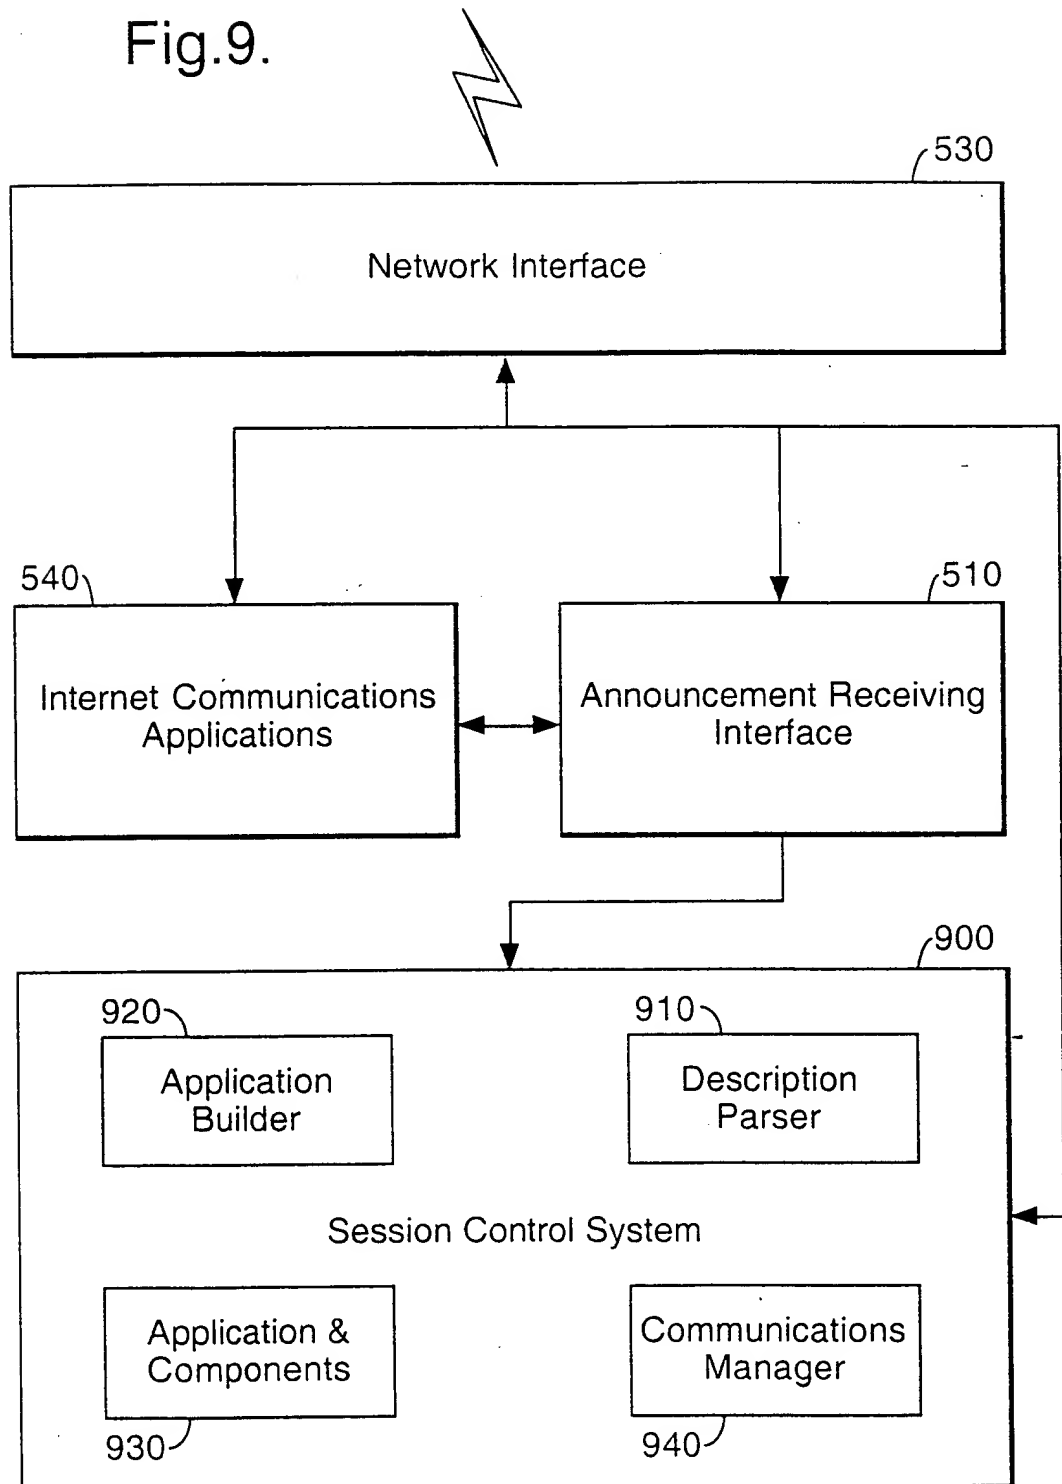 Fig.9.
530
Network Interface
540
510
Internet Communications
Applications
Announcement Receiving
Interface
900
920
910
Application
Builder
Description
Parser
Session Control System
Application &
Components
Communications
Manager
930
940